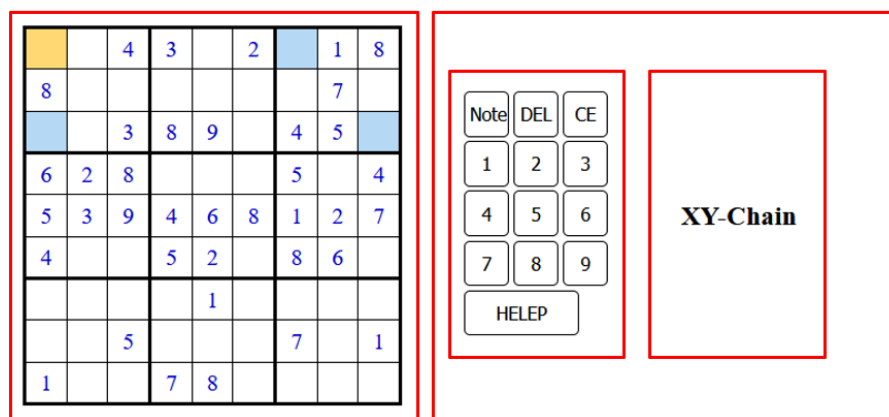 4 3 2 1 8
8 7
3 8 9 4 5
6 2 8 5 4
5 3 9 4 6 8 1 2 7
4 5 2 8 6
1
5 7 1
1 7 8
Note DEL CE
1 2 3
4 5 6
7 8 9
HELEP
XY-Chain